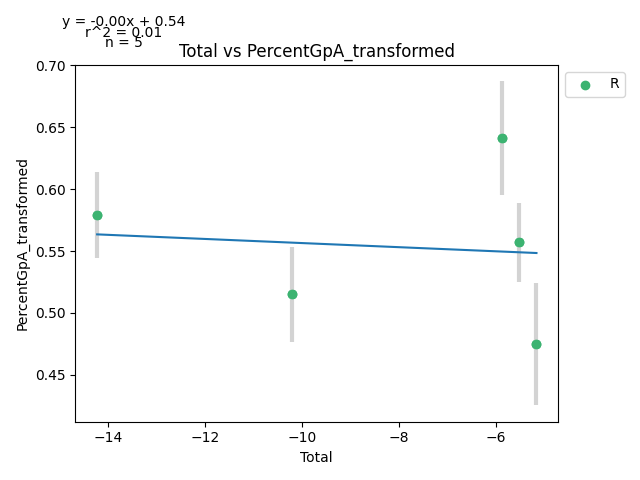 y = -0.00x + 0.54
r^2 = 0.01
n = 5
Total vs PercentGpA_transformed
R
PercentGpA_transformed
0.70
0.65
0.60
0.55
0.50
0.45
−14
−12
−10
−8
−6
Total